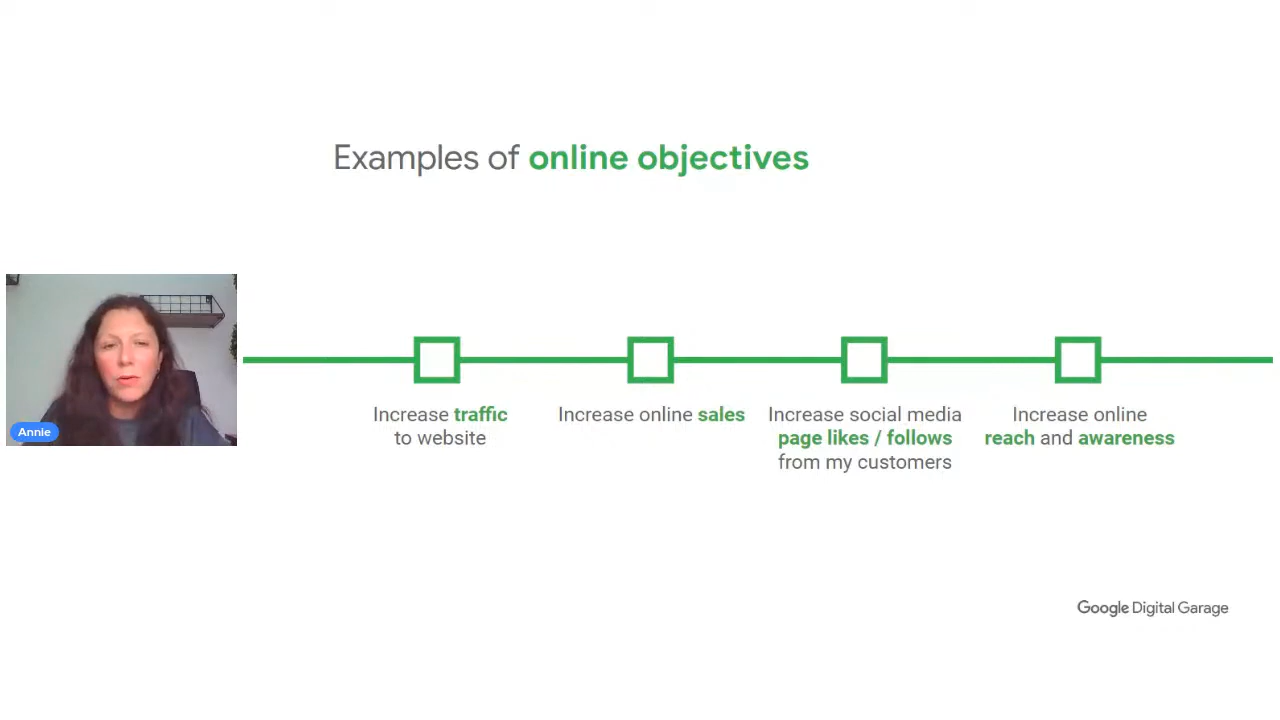 Examples of online objectives
Annie
Increase traffic
to website
Increase online sales
Increase social media
page likes / follows
from my customers
Increase online
reach and awareness
Google Digital Garage